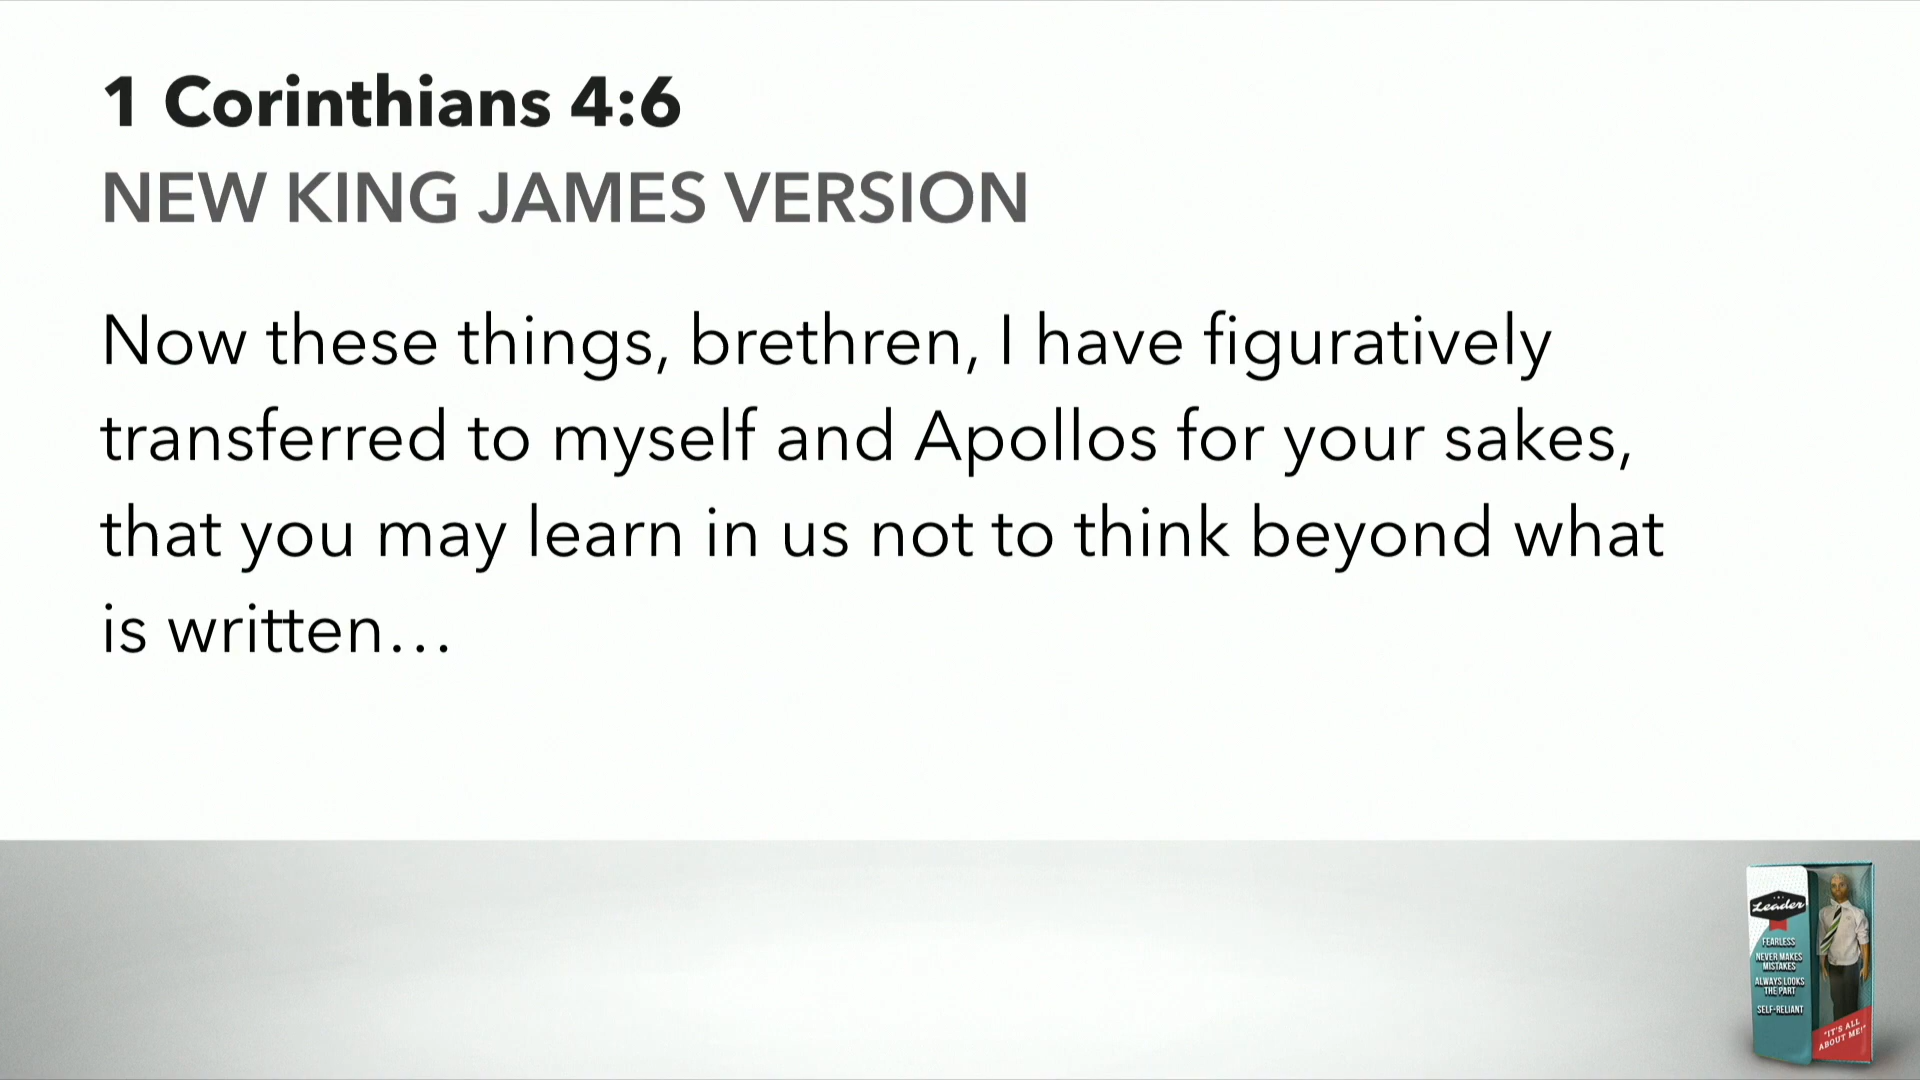 1 Corinthians 4:6
NEW KING JAMES VERSION
Now these things, brethren, I have figuratively
transferred to myself and Apollos for your sakes,
that you may learn in us not to think beyond what
is written…
Leader
FEARLESS
NEVER MAKES
MISTAKES
ALWAYS LOOKS
THE PART
SELF-RELIANT
"IT'S ALL
ABOUT ME!"